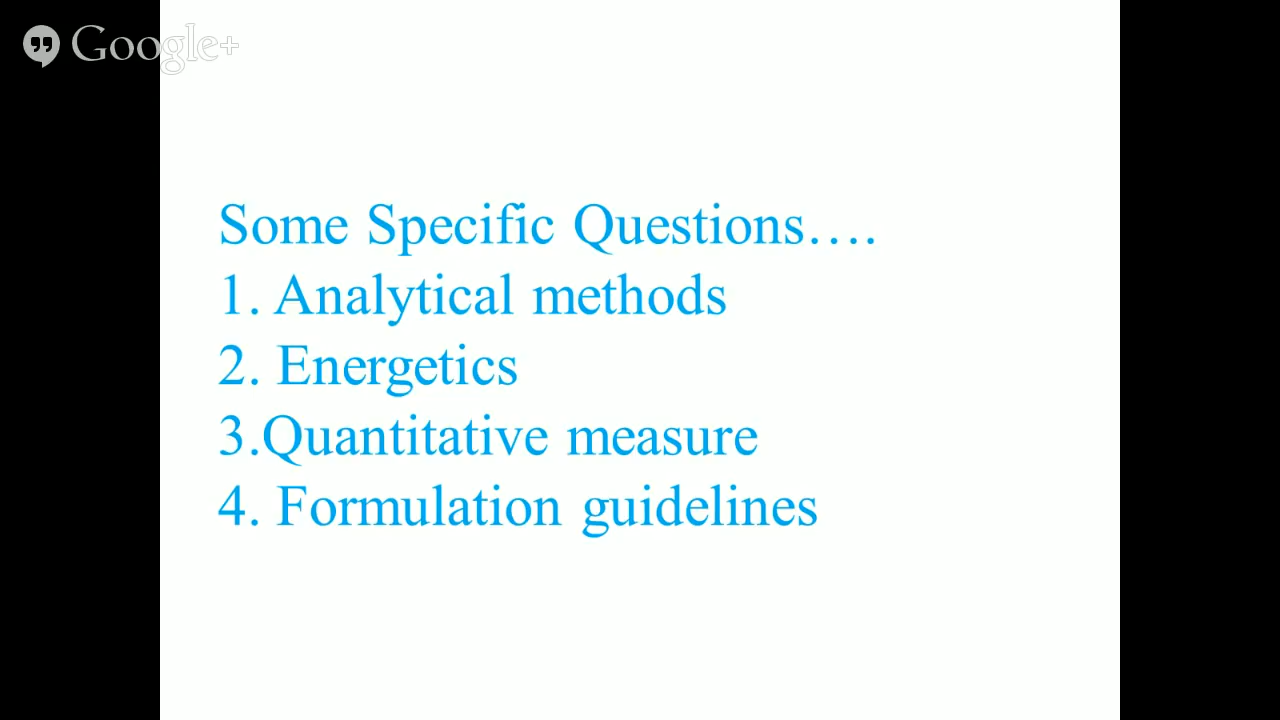 Google+
Some Specific Questions….
1. Analytical methods
2. Energetics
3.Quantitative measure
4. Formulation guidelines